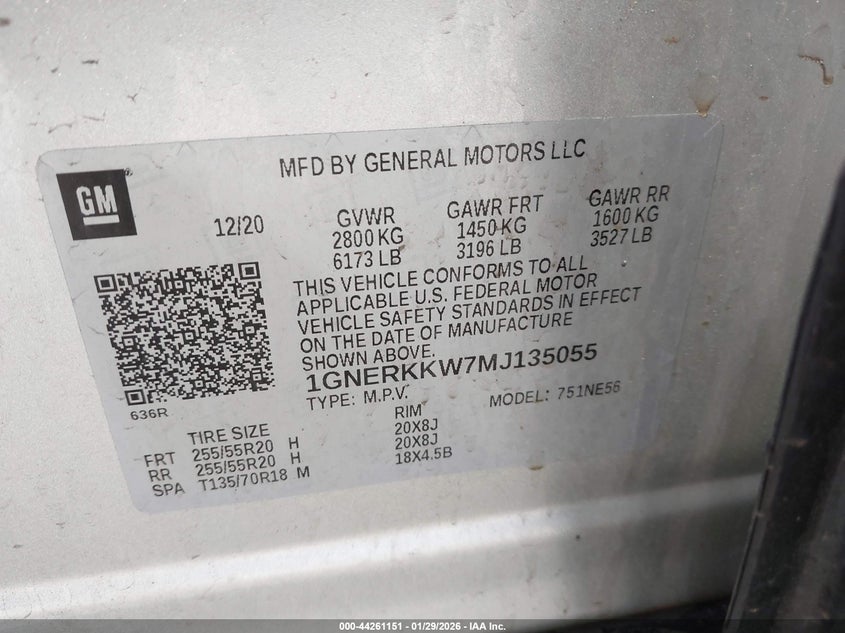 MFD BY GENERAL MOTORS LLC
GM
12/20
GVWR
2800 KG
6173 LB
GAWR FRT
1450 KG
3196 LB
GAWR RR
1600 KG
3527 LB
THIS VEHICLE CONFORMS TO ALL
APPLICABLE U.S. FEDERAL MOTOR
VEHICLE SAFETY STANDARDS IN EFFECT
ON THE DATE OF MANUFACTURE
SHOWN ABOVE.
1GNERKKW7MJ135055
TYPE: M.P.V. MODEL: 751NE56
636R
TIRE SIZE RIM
FRT 255/55R20 H 20X8J
RR 255/55R20 H 20X8J
SPA T135/70R18 M 18X4.5B
000-44261151 - 01/29/2026 - IAA Inc.